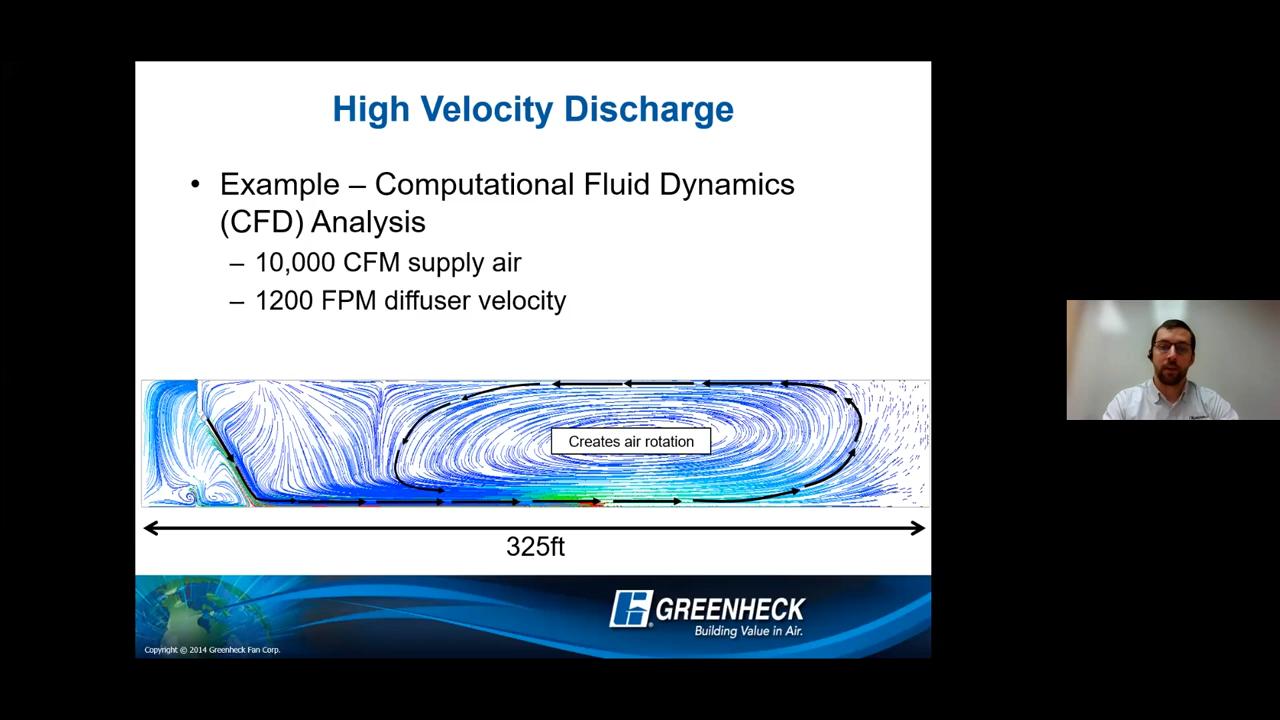 High Velocity Discharge
• Example – Computational Fluid Dynamics
(CFD) Analysis
– 10,000 CFM supply air
– 1200 FPM diffuser velocity
Creates air rotation
325ft
GREENHECK
Building Value in Air.
Copyright © 2014 Greenheck Fan Corp.